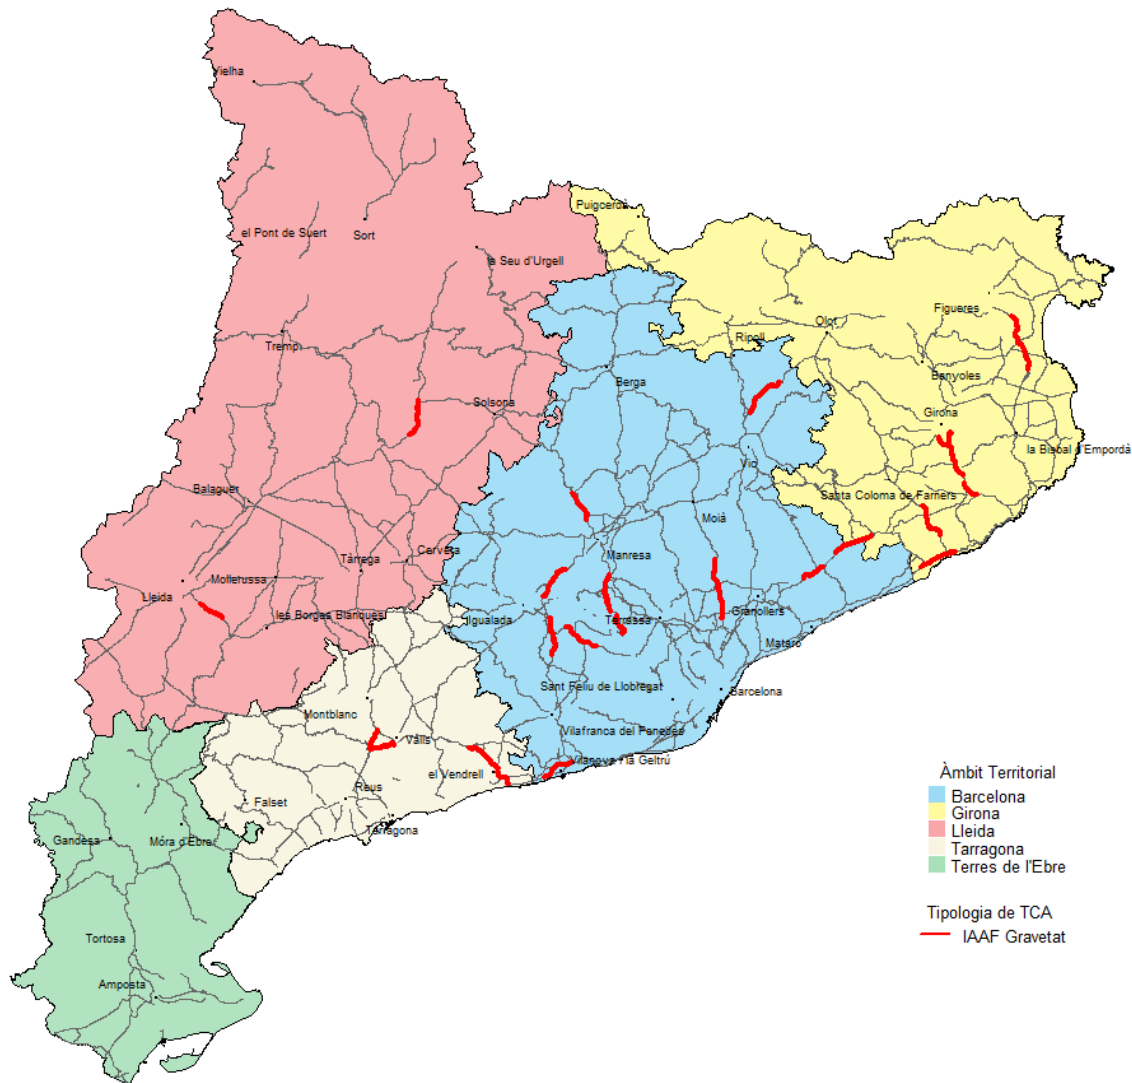 Vielha
Puigcerdà
el Pont de Suert
Sort
la Seu d'Urgell
Figueres
Olot
Ripoll
Tremp
Banyoles
Berga
Solsona
Girona
la Bisbal d'Empordà
Vic
Balaguer
Santa Coloma de Farners
Moià
Manresa
Cervera
Tàrrega
Mollerussa
Lleida
les Borges Blanques
Igualada
Terrassa
Granollers
Mataró
Sant Feliu de Llobregat
Barcelona
Montblanc
Vilafranca del Penedès
Valls
Vilanova i la Geltrú
el Vendrell
Reus
Falset
Tarragona
Gandesa
Móra d'Ebre
Tortosa
Amposta
Àmbit Territorial
Barcelona
Girona
Lleida
Tarragona
Terres de l'Ebre
Tipologia de TCA
IAAF Gravetat